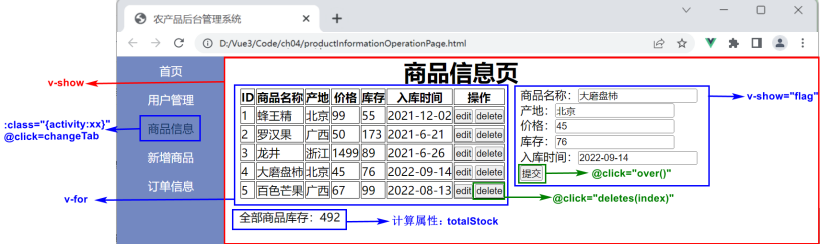 农产品后台管理系统
D:/Vue3/Code/ch04/productInformationOperationPage.html
首页
用户管理
商品信息
新增商品
订单信息
v-show
:class="{activity:xx}"
@click=changeTab
v-for
商品信息页
ID 商品名称 产地 价格 库存 入库时间 操作
1 蜂王精 北京 99 55 2021-12-02 edit delete
2 罗汉果 广西 50 173 2021-6-21 edit delete
3 龙井 浙江 1499 89 2021-6-26 edit delete
4 大磨盘柿 北京 45 76 2022-09-14 edit delete
5 百色芒果 广西 67 99 2022-08-13 edit delete
全部商品库存：492
计算属性：totalStock
商品名称： 大磨盘柿
产地： 北京
价格： 45
库存： 76
入库时间： 2022-09-14
提交
v-show="flag"
@click="over()"
@click="deletes(index)"